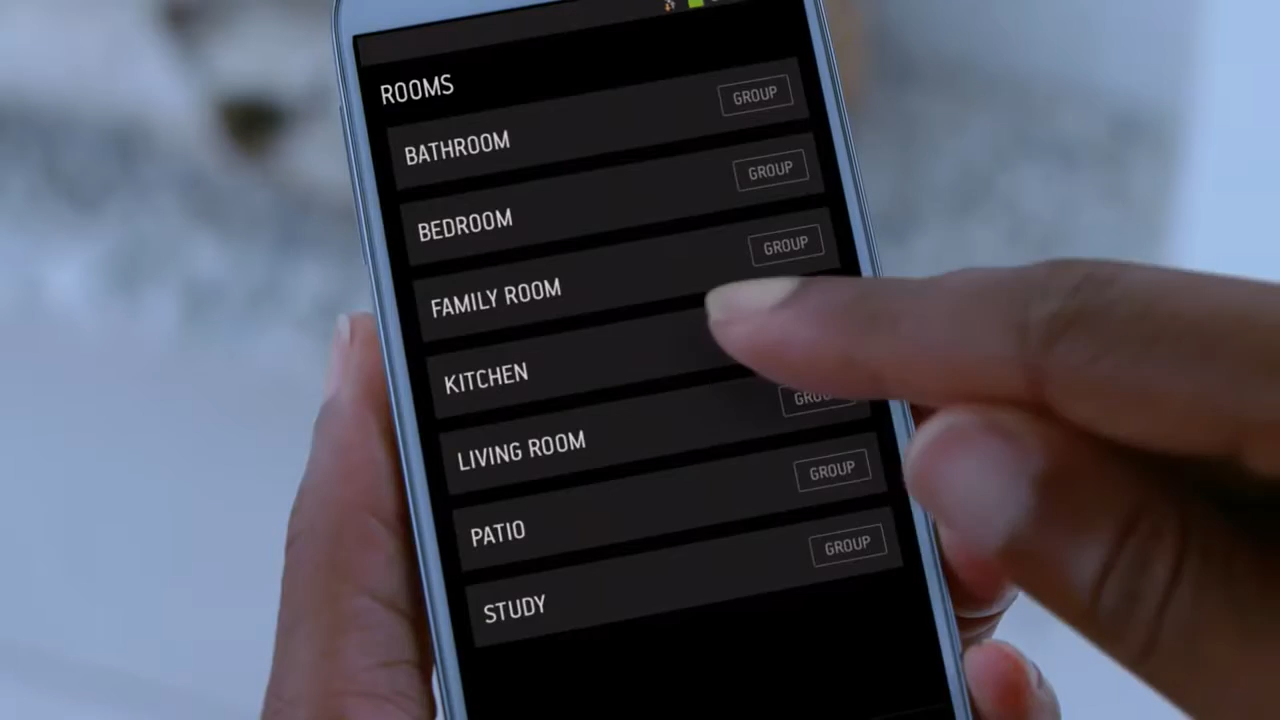 ROOMS
BATHROOM GROUP
BEDROOM GROUP
FAMILY ROOM GROUP
KITCHEN
LIVING ROOM
PATIO GROUP
STUDY GROUP